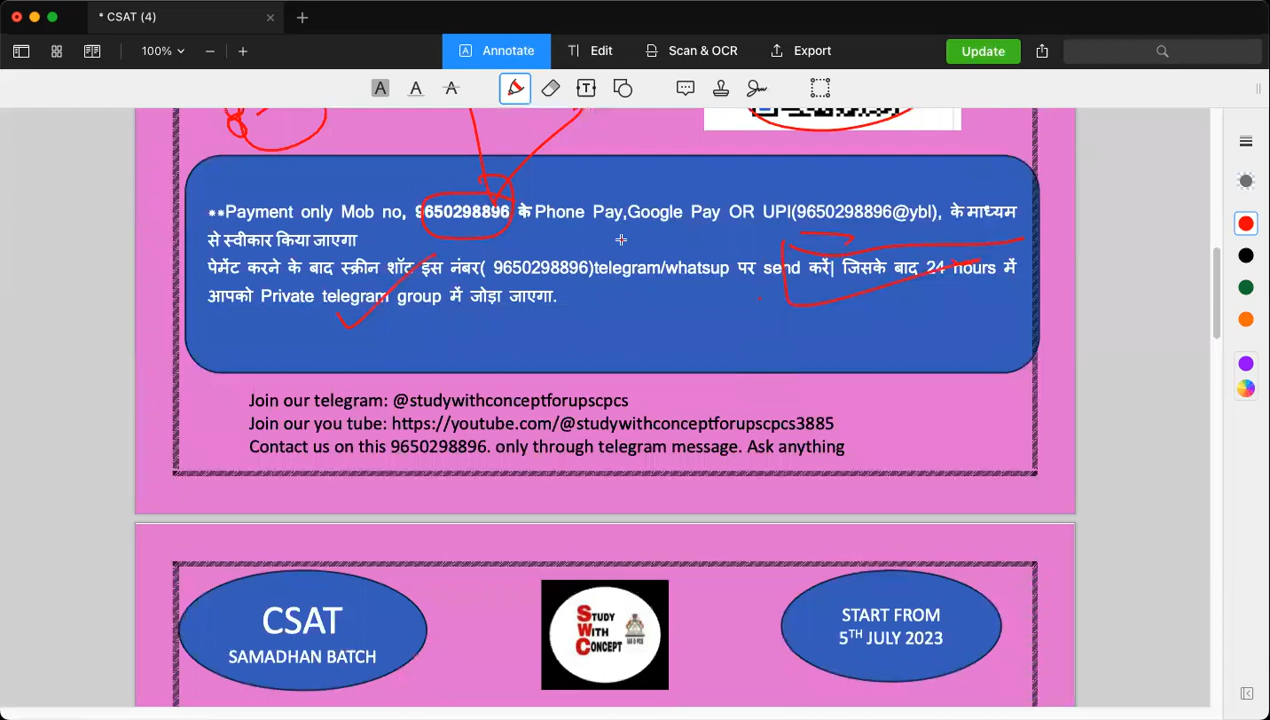 * CSAT (4)
100%
Annotate
Edit
Scan & OCR
Export
Update
**Payment only Mob no, 9650298896 के Phone Pay,Google Pay OR UPI(9650298896@ybl), के माध्यम
से स्वीकार किया जाएगा
पेमेंट करने के बाद स्क्रीन शॉट इस नंबर( 9650298896)telegram/whatsup पर send करें| जिसके बाद 24 hours में
आपको Private telegram group में जोड़ा जाएगा.
Join our telegram: @studywithconceptforupscpcs
Join our you tube: https://youtube.com/@studywithconceptforupscpcs3885
Contact us on this 9650298896. only through telegram message. Ask anything
CSAT
SAMADHAN BATCH
STUDY
WITH
CONCEPT
START FROM
5TH JULY 2023